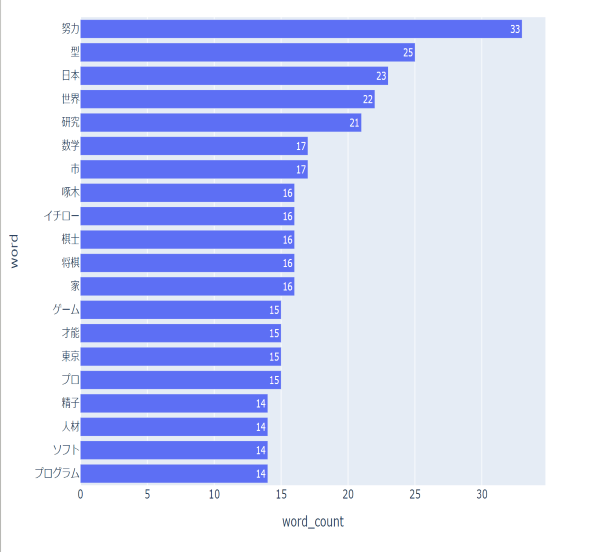 努力 33
型 25
日本 23
世界 22
研究 21
数学 17
市 17
啄木 16
イチロー 16
棋士 16
将棋 16
家 16
ゲーム 15
才能 15
東京 15
プロ 15
精子 14
人材 14
ソフト 14
プログラム 14
word
0 5 10 15 20 25 30
word_count